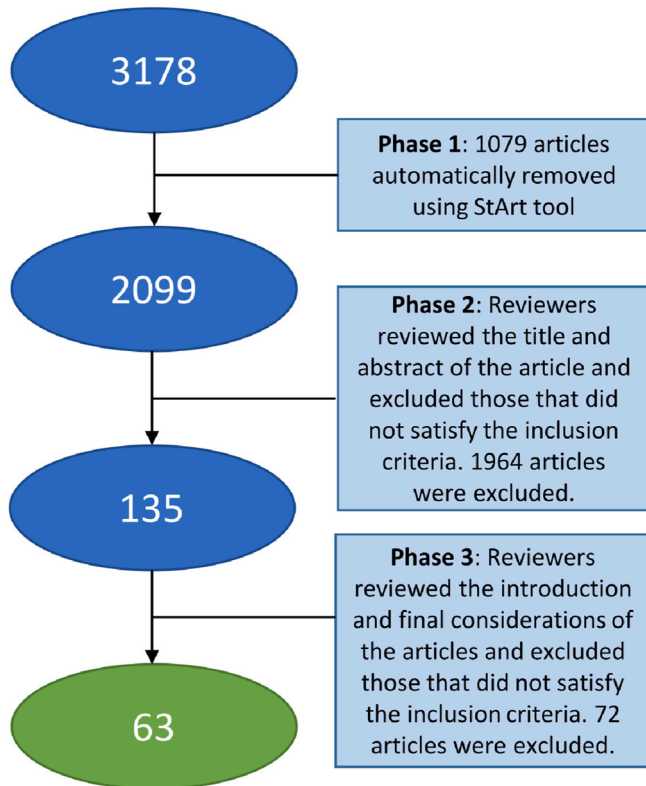 3178
Phase 1: 1079 articles
automatically removed
using StArt tool
2099
Phase 2: Reviewers
reviewed the title and
abstract of the article and
excluded those that did
not satisfy the inclusion
criteria. 1964 articles
were excluded.
135
Phase 3: Reviewers
reviewed the introduction
and final considerations of
the articles and excluded
those that did not satisfy
the inclusion criteria. 72
articles were excluded.
63